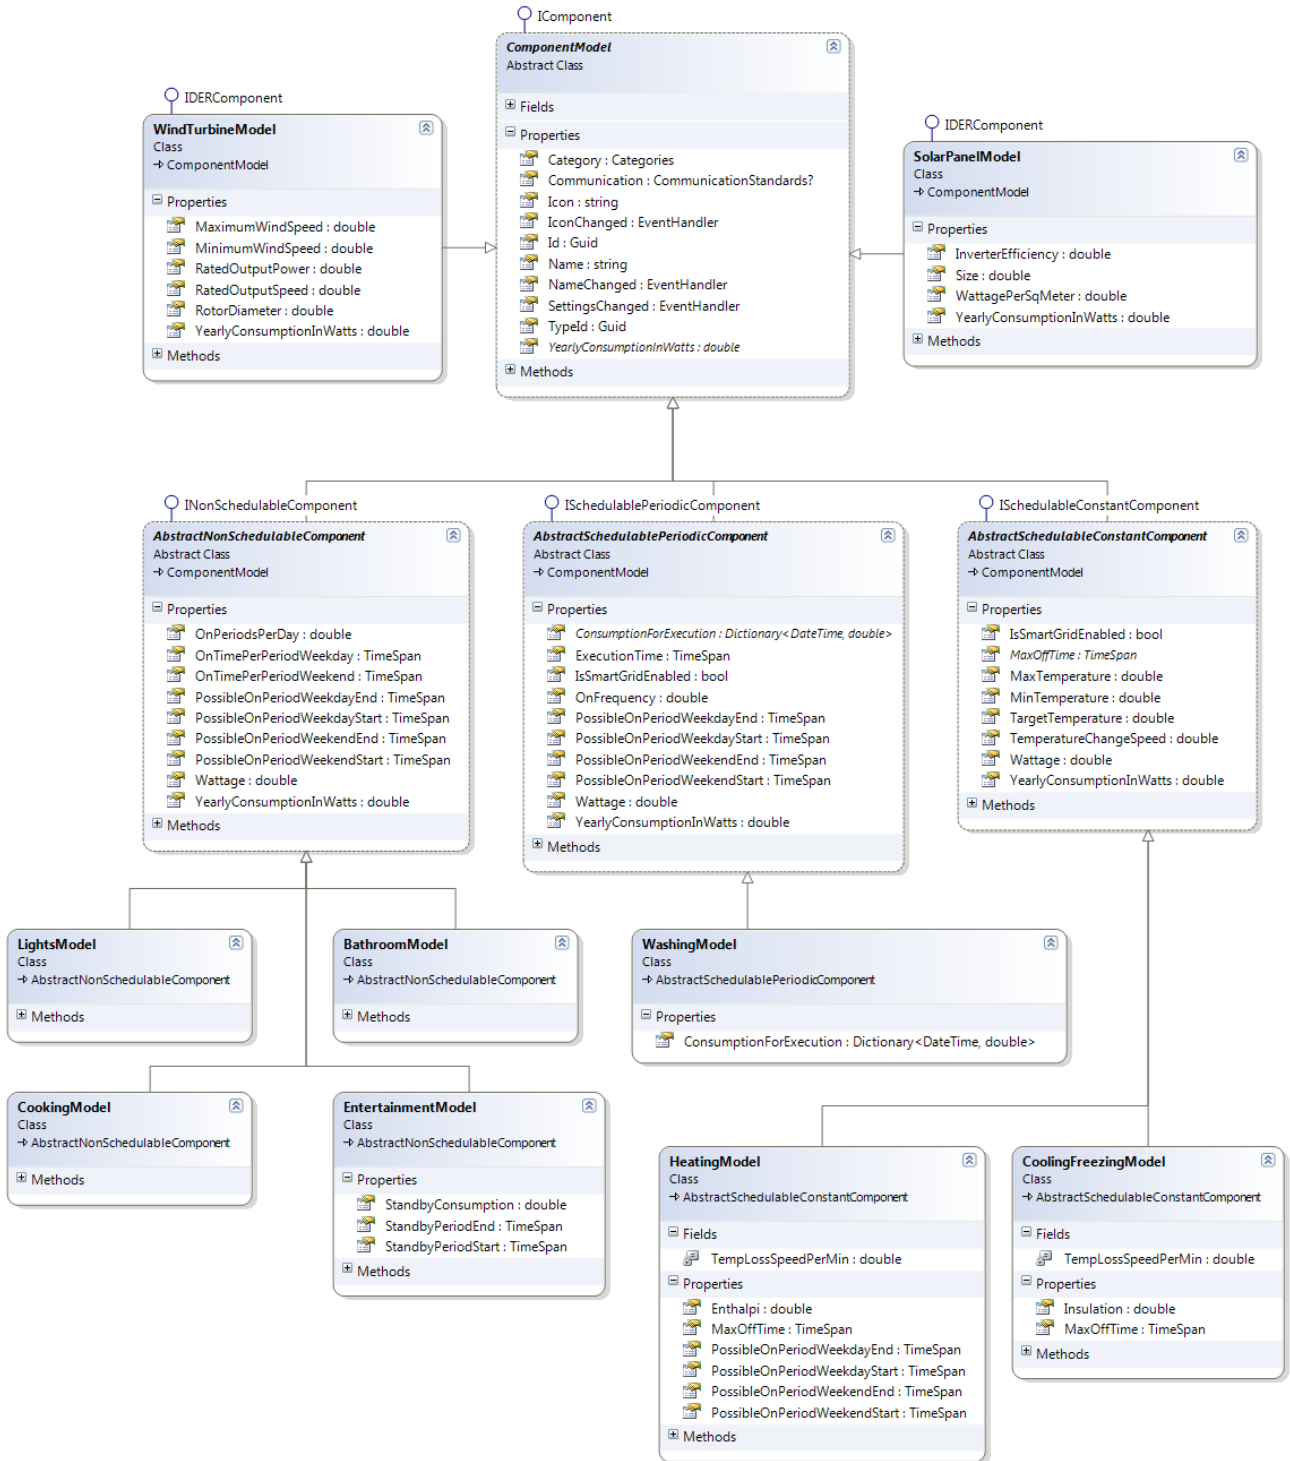 IComponent
ComponentModel
Abstract Class
Fields
Properties
Category : Categories
Communication : CommunicationStandards?
Icon : string
IconChanged : EventHandler
Id : Guid
Name : string
NameChanged : EventHandler
SettingsChanged : EventHandler
TypeId : Guid
YearlyConsumptionInWatts : double
Methods
IDERComponent
WindTurbineModel
Class
ComponentModel
Properties
MaximumWindSpeed : double
MinimumWindSpeed : double
RatedOutputPower : double
RatedOutputSpeed : double
RotorDiameter : double
YearlyConsumptionInWatts : double
Methods
IDERComponent
SolarPanelModel
Class
ComponentModel
Properties
InverterEfficiency : double
Size : double
WattagePerSqMeter : double
YearlyConsumptionInWatts : double
Methods
INonSchedulableComponent
AbstractNonSchedulableComponent
Abstract Class
ComponentModel
Properties
OnPeriodsPerDay : double
OnTimePerPeriodWeekday : TimeSpan
OnTimePerPeriodWeekend : TimeSpan
PossibleOnPeriodWeekdayEnd : TimeSpan
PossibleOnPeriodWeekdayStart : TimeSpan
PossibleOnPeriodWeekendEnd : TimeSpan
PossibleOnPeriodWeekendStart : TimeSpan
Wattage : double
YearlyConsumptionInWatts : double
Methods
ISchedulablePeriodicComponent
AbstractSchedulablePeriodicComponent
Abstract Class
ComponentModel
Properties
ConsumptionForExecution : Dictionary<DateTime, double>
ExecutionTime : TimeSpan
IsSmartGridEnabled : bool
OnFrequency : double
PossibleOnPeriodWeekdayEnd : TimeSpan
PossibleOnPeriodWeekdayStart : TimeSpan
PossibleOnPeriodWeekendEnd : TimeSpan
PossibleOnPeriodWeekendStart : TimeSpan
Wattage : double
YearlyConsumptionInWatts : double
Methods
ISchedulableConstantComponent
AbstractSchedulableConstantComponent
Abstract Class
ComponentModel
Properties
IsSmartGridEnabled : bool
MaxOffTime : TimeSpan
MaxTemperature : double
MinTemperature : double
TargetTemperature : double
TemperatureChangeSpeed : double
Wattage : double
YearlyConsumptionInWatts : double
Methods
LightsModel
Class
AbstractNonSchedulableComponent
Methods
BathroomModel
Class
AbstractNonSchedulableComponent
Methods
WashingModel
Class
AbstractSchedulablePeriodicComponent
Properties
ConsumptionForExecution : Dictionary<DateTime, double>
CookingModel
Class
AbstractNonSchedulableComponent
Methods
EntertainmentModel
Class
AbstractNonSchedulableComponent
Properties
StandbyConsumption : double
StandbyPeriodEnd : TimeSpan
StandbyPeriodStart : TimeSpan
Methods
HeatingModel
Class
AbstractSchedulableConstantComponent
Fields
TempLossSpeedPerMin : double
Properties
Enthalpi : double
MaxOffTime : TimeSpan
PossibleOnPeriodWeekdayEnd : TimeSpan
PossibleOnPeriodWeekdayStart : TimeSpan
PossibleOnPeriodWeekendEnd : TimeSpan
PossibleOnPeriodWeekendStart : TimeSpan
Methods
CoolingFreezingModel
Class
AbstractSchedulableConstantComponent
Fields
TempLossSpeedPerMin : double
Properties
Insulation : double
MaxOffTime : TimeSpan
Methods